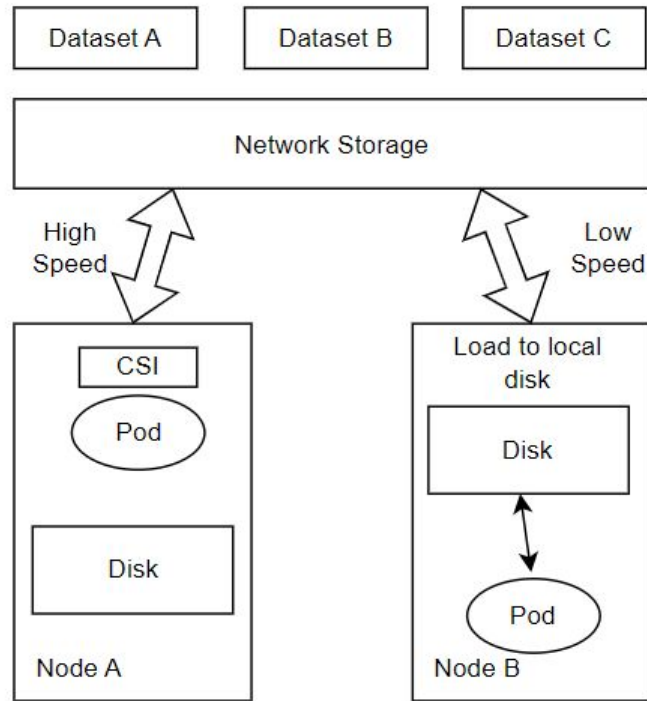 Dataset A
Dataset B
Dataset C
Network Storage
High
Speed
Low
Speed
CSI
Pod
Disk
Node A
Load to local
disk
Disk
Pod
Node B